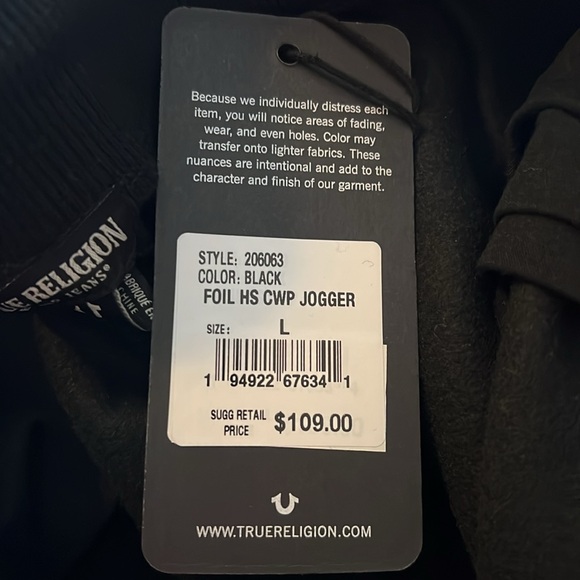 Because we individually distress each
item, you will notice areas of fading,
wear, and even holes. Color may
transfer onto lighter fabrics. These
nuances are intentional and add to the
character and finish of our garment.
STYLE: 206063
COLOR: BLACK
FOIL HS CWP JOGGER
SIZE: L
1 94922 67634 1
SUGG RETAIL
PRICE $109.00
WWW.TRUERELIGION.COM
RELIGION